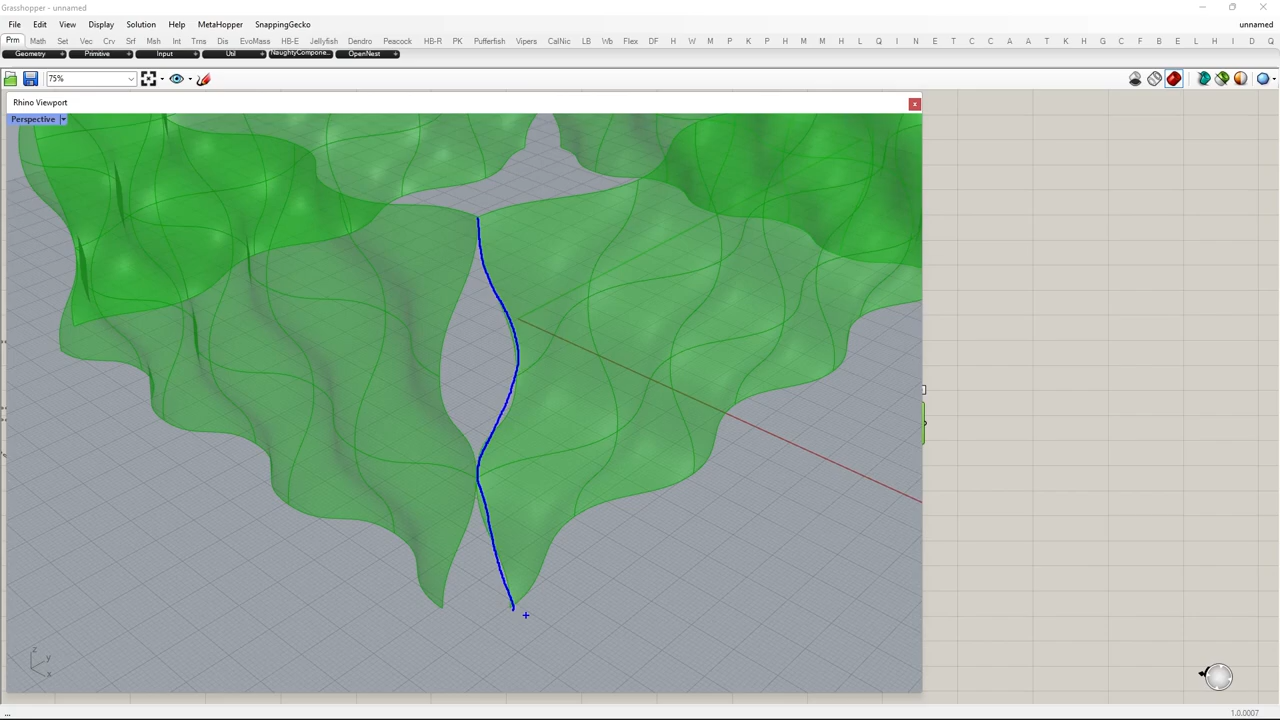 Grasshopper - unnamed
File Edit View Display Solution Help MetaHopper SnappingGecko unnamed
Prm Math Set Vec Crv Srf Msh Int Trns Dis EvoMass HB-E Jellyfish Dendro Peacock HB-R PK Pufferfish Vipers CalNic LB Wb Flex DF H M P M P F P P P A B E H D Q
Geometry + Primitive + Input + Util + NaughtyCompone... + OpenNest +
75%
Rhino Viewport x
Perspective
z
y
x
... 1.0.0007